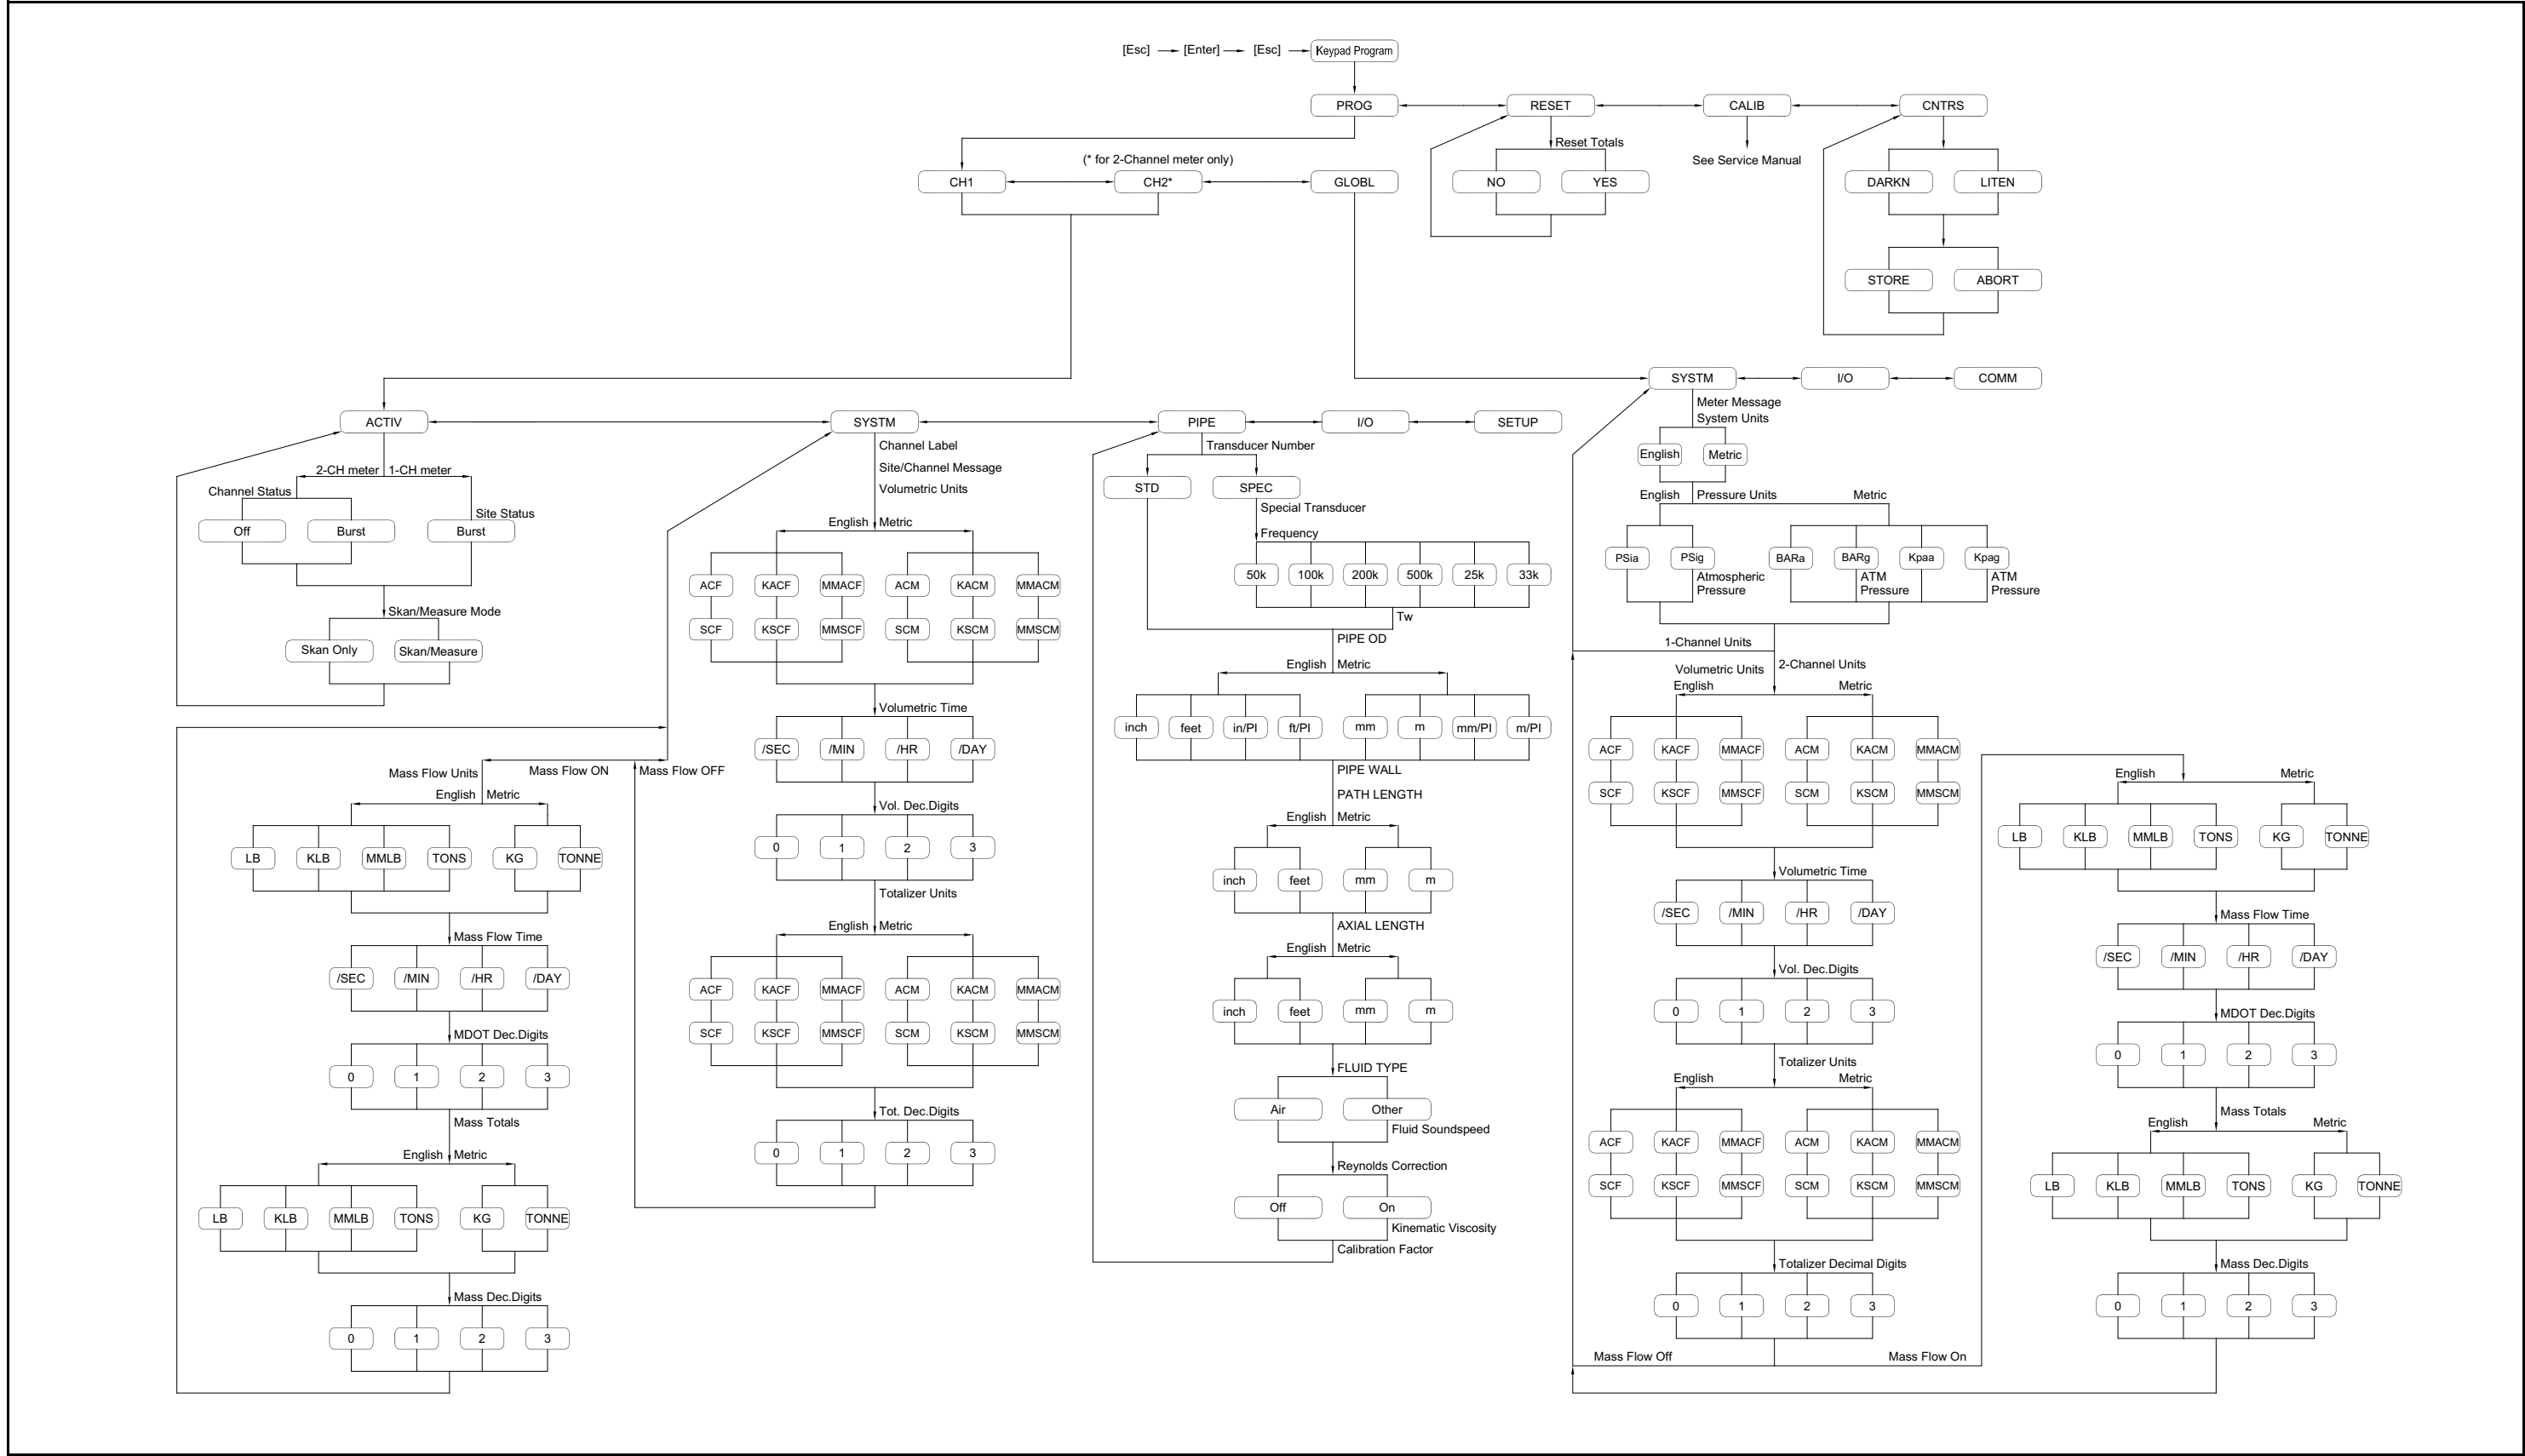 [Esc] [Enter] [Esc] Keypad Program
PROG RESET CALIB CNTRS
Reset Totals
See Service Manual
(* for 2-Channel meter only)
CH1 CH2* GLOBL
NO YES
DARKN LITEN
STORE ABORT
SYSTM I/O COMM
ACTIV SYSTM PIPE I/O SETUP
2-CH meter 1-CH meter
Channel Status
Site Status
Off Burst Burst
Skan/Measure Mode
Skan Only Skan/Measure
Channel Label
Site/Channel Message
Volumetric Units
English Metric
ACF KACF MMACF ACM KACM MMACM
SCF KSCF MMSCF SCM KSCM MMSCM
Volumetric Time
/SEC /MIN /HR /DAY
Vol. Dec.Digits
0 1 2 3
Totalizer Units
English Metric
ACF KACF MMACF ACM KACM MMACM
SCF KSCF MMSCF SCM KSCM MMSCM
Tot. Dec.Digits
0 1 2 3
Mass Flow ON Mass Flow OFF
Mass Flow Units
English Metric
LB KLB MMLB TONS KG TONNE
Mass Flow Time
/SEC /MIN /HR /DAY
MDOT Dec.Digits
0 1 2 3
Mass Totals
English Metric
LB KLB MMLB TONS KG TONNE
Mass Dec.Digits
0 1 2 3
Transducer Number
STD SPEC
Special Transducer
Frequency
50k 100k 200k 500k 25k 33k
Tw
PIPE OD
English Metric
inch feet in/PI ft/PI mm m mm/PI m/PI
PIPE WALL
PATH LENGTH
English Metric
inch feet mm m
AXIAL LENGTH
English Metric
inch feet mm m
FLUID TYPE
Air Other
Fluid Soundspeed
Reynolds Correction
Off On
Kinematic Viscosity
Calibration Factor
Meter Message
System Units
English Metric
English Pressure Units Metric
PSia PSig BARa BARg Kpaa Kpag
Atmospheric
Pressure
ATM
Pressure
ATM
Pressure
1-Channel Units
2-Channel Units
Volumetric Units
English Metric
ACF KACF MMACF ACM KACM MMACM
SCF KSCF MMSCF SCM KSCM MMSCM
Volumetric Time
/SEC /MIN /HR /DAY
Vol. Dec.Digits
0 1 2 3
Totalizer Units
English Metric
ACF KACF MMACF ACM KACM MMACM
SCF KSCF MMSCF SCM KSCM MMSCM
Totalizer Decimal Digits
0 1 2 3
Mass Flow Off Mass Flow On
English Metric
LB KLB MMLB TONS KG TONNE
Mass Flow Time
/SEC /MIN /HR /DAY
MDOT Dec.Digits
0 1 2 3
Mass Totals
English Metric
LB KLB MMLB TONS KG TONNE
Mass Dec.Digits
0 1 2 3